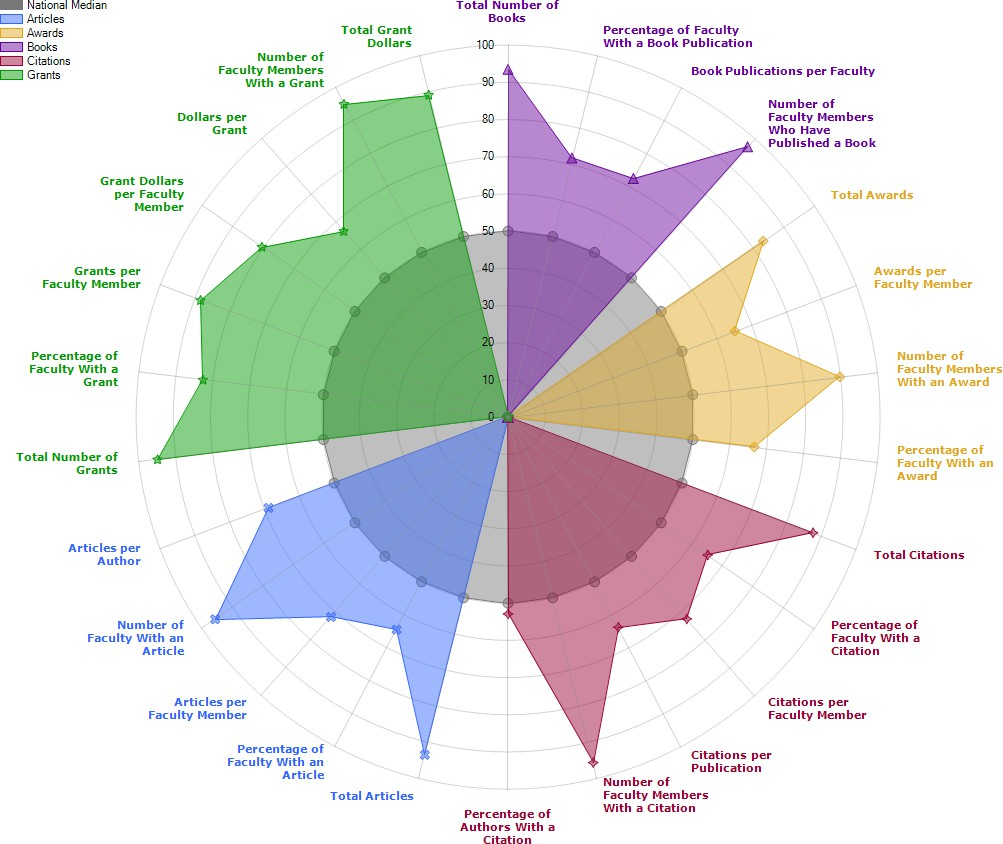 National Median
Articles
Awards
Books
Citations
Grants
Total Number of
Books
Percentage of Faculty
With a Book Publication
Book Publications per Faculty
Number of
Faculty Members
Who Have
Published a Book
Total Awards
Awards per
Faculty Member
Number of
Faculty Members
With an Award
Percentage of
Faculty With an
Award
Total Citations
Percentage of
Faculty With a
Citation
Citations per
Faculty Member
Citations per
Publication
Number of
Faculty Members
With a Citation
Percentage of
Authors With a
Citation
Total Articles
Percentage of
Faculty With an
Article
Articles per
Faculty Member
Number of
Faculty With an
Article
Articles per
Author
Total Number of
Grants
Percentage of
Faculty With a
Grant
Grants per
Faculty Member
Grant Dollars
per Faculty
Member
Dollars per
Grant
Number of
Faculty Members
With a Grant
Total Grant
Dollars
100
90
80
70
60
50
40
30
20
10
0